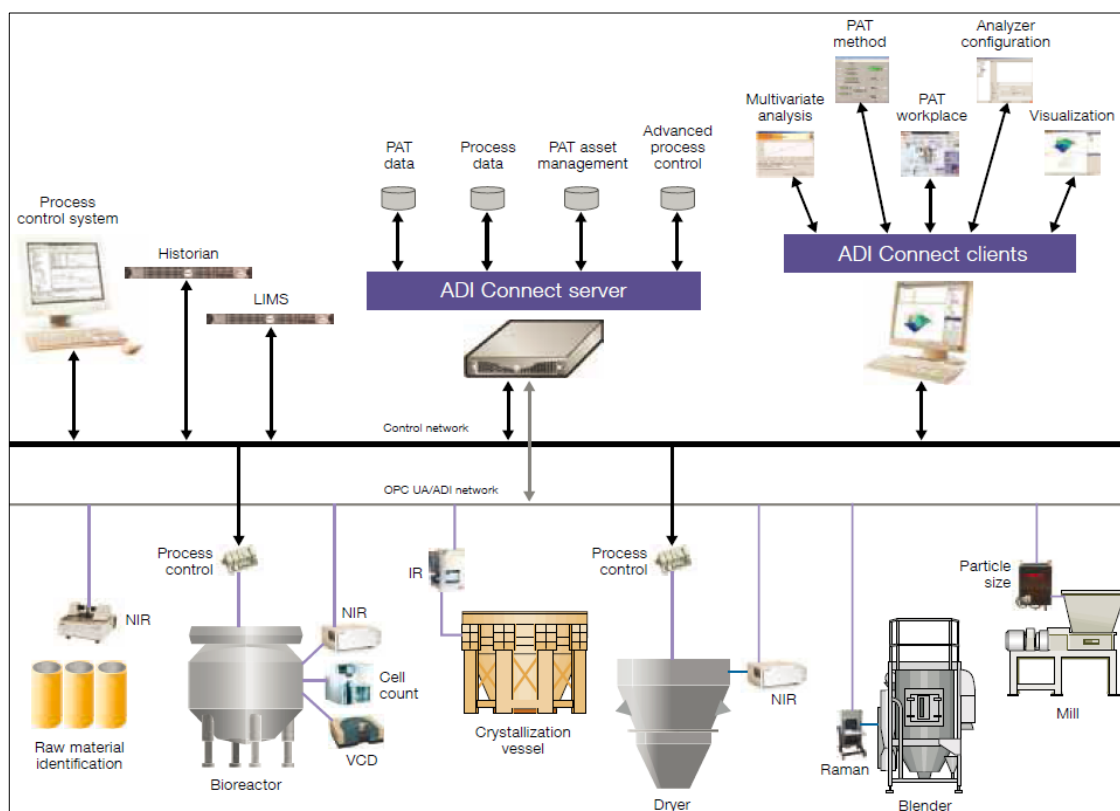 PAT
method
Analyzer
configuration
Multivariate
analysis
PAT
workplace
Visualization
PAT
data
Process
data
PAT asset
management
Advanced
process
control
Process
control system
Historian
LIMS
ADI Connect server
ADI Connect clients
Control network
OPC UA/ADI network
Process
control
NIR
NIR
Cell
count
VCD
IR
Process
control
NIR
Particle
size
Raw material
identification
Bioreactor
Crystallization
vessel
Dryer
Raman
Blender
Mill